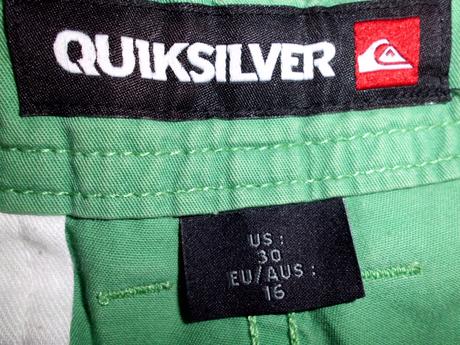 QUIKSILVER
US :
30
EU/AUS :
16